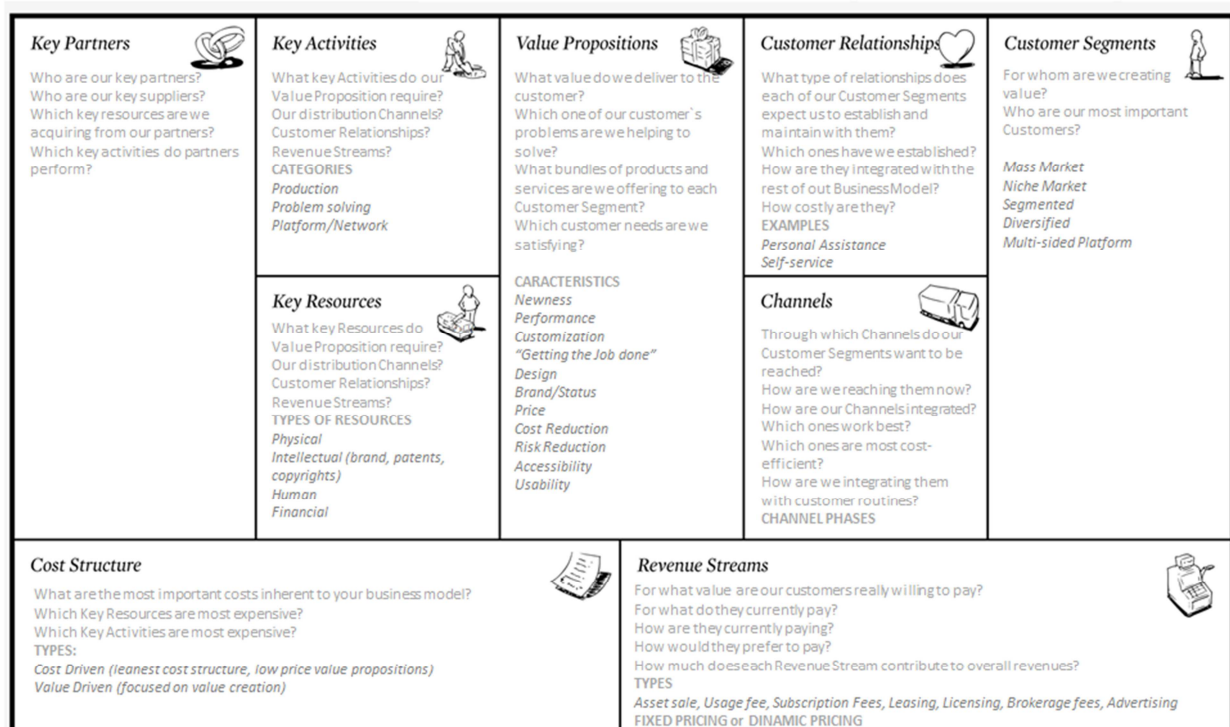 Key Partners
Who are our key partners?
Who are our key suppliers?
Which key resources are we
acquiring from our partners?
Which key activities do partners
perform?
Key Activities
What key Activities do our
Value Proposition require?
Our distribution Channels?
Customer Relationships?
Revenue Streams?
CATEGORIES
Production
Problem solving
Platform/Network
Key Resources
What key Resources do
Value Proposition require?
Our distribution Channels?
Customer Relationships?
Revenue Streams?
TYPES OF RESOURCES
Physical
Intellectual (brand, patents,
copyrights)
Human
Financial
Value Propositions
What value do we deliver to the
customer?
Which one of our customer`s
problems are we helping to
solve?
What bundles of products and
services are we offering to each
Customer Segment?
Which customer needs are we
satisfying?
CARACTERISTICS
Newness
Performance
Customization
"Getting the Job done"
Design
Brand/Status
Price
Cost Reduction
Risk Reduction
Accessibility
Usability
Customer Relationships
What type of relationships does
each of our Customer Segments
expect us to establish and
maintain with them?
Which ones have we established?
How are they integrated with the
rest of out BusinessModel?
How costly are they?
EXAMPLES
Personal Assistance
Self-service
Channels
Through which Channels do our
Customer Segments want to be
reached?
How are we reaching them now?
How are our Channels integrated?
Which ones work best?
Which ones are most cost-
efficient?
How are we integrating them
with customer routines?
CHANNEL PHASES
Customer Segments
For whom are we creating
value?
Who are our most important
Customers?
Mass Market
Niche Market
Segmented
Diversified
Multi-sided Platform
Cost Structure
What are the most important costs inherent to your business model?
Which Key Resources are most expensive?
Which Key Activities are most expensive?
TYPES:
Cost Driven (leanest cost structure, low price value propositions)
Value Driven (focused on value creation)
Revenue Streams
For what value are our customers really willing to pay?
For what do they currently pay?
How are they currently paying?
How would they prefer to pay?
How much does each Revenue Stream contribute to overall revenues?
TYPES
Asset sale, Usage fee, Subscription Fees, Leasing, Licensing, Brokerage fees, Advertising
FIXED PRICING or DINAMIC PRICING